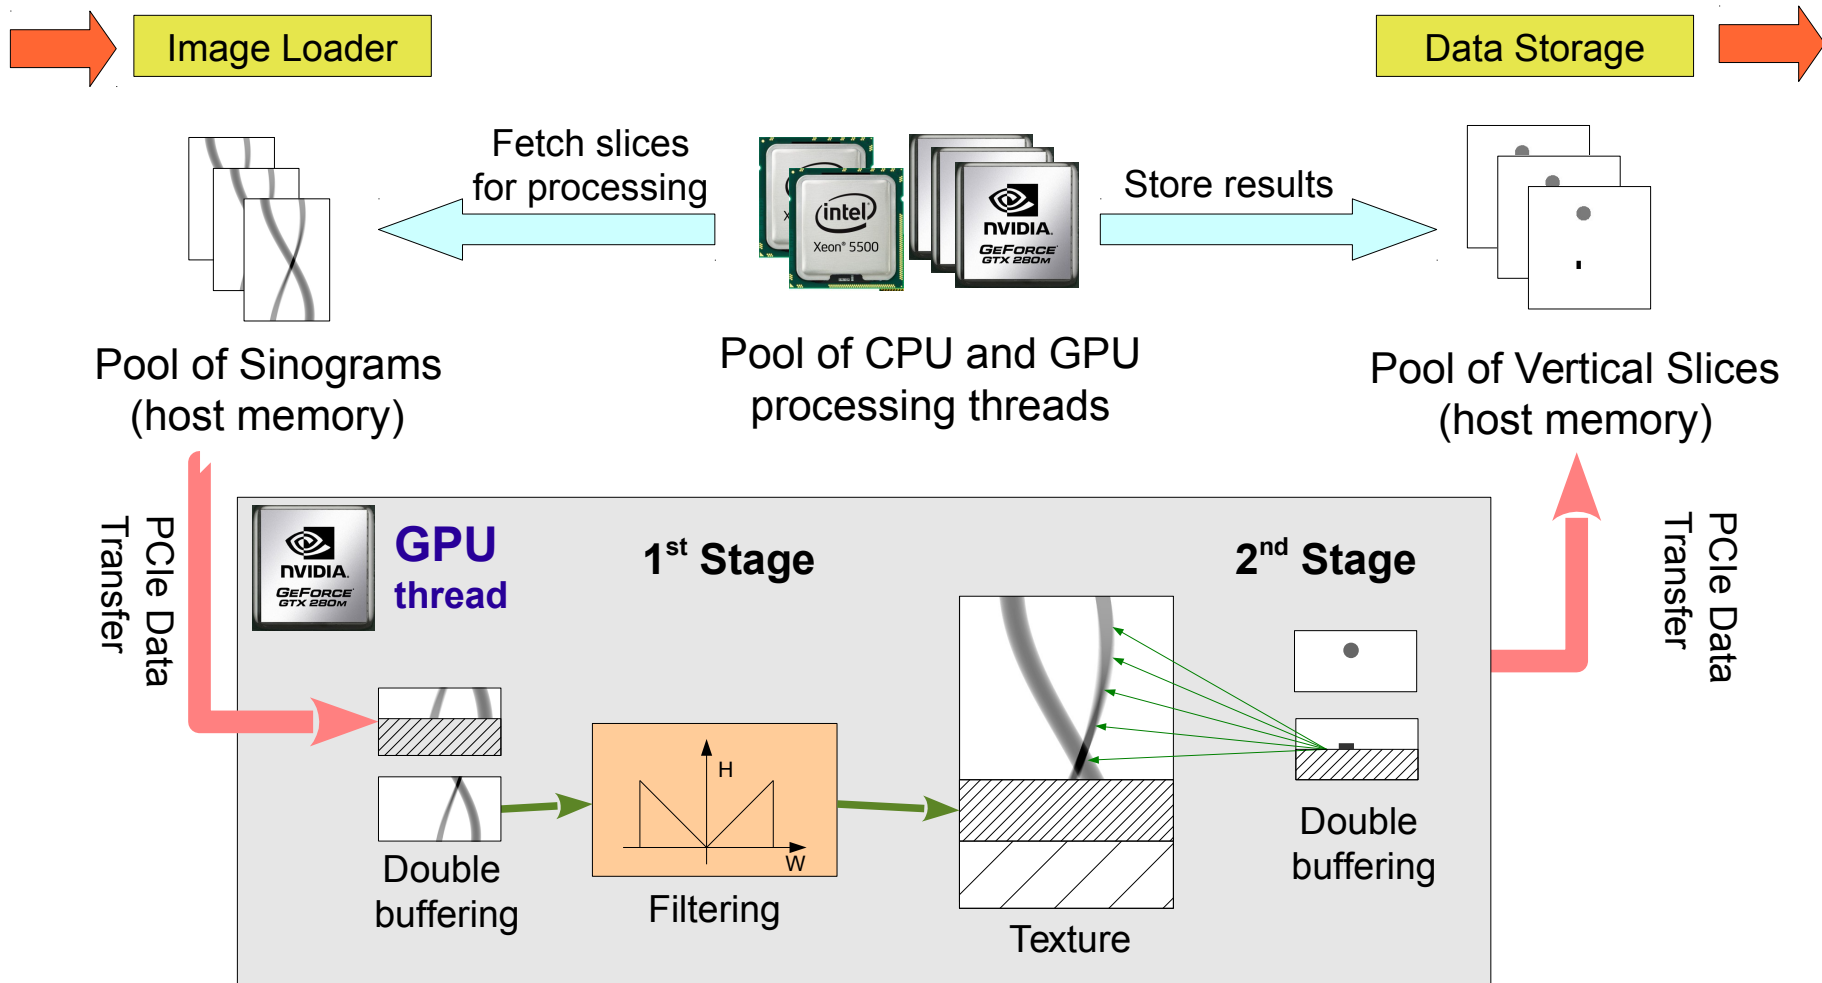 Image Loader
Data Storage
Fetch slices
for processing
Store results
intel
Xeon® 5500
nVIDIA.
GEFORCE
GTX 280M
Pool of Sinograms
(host memory)
Pool of CPU and GPU
processing threads
Pool of Vertical Slices
(host memory)
PCIe Data
Transfer
nVIDIA.
GEFORCE
GTX 280M
GPU
thread
1st Stage
2nd Stage
PCIe Data
Transfer
H
W
Double
buffering
Filtering
Texture
Double
buffering